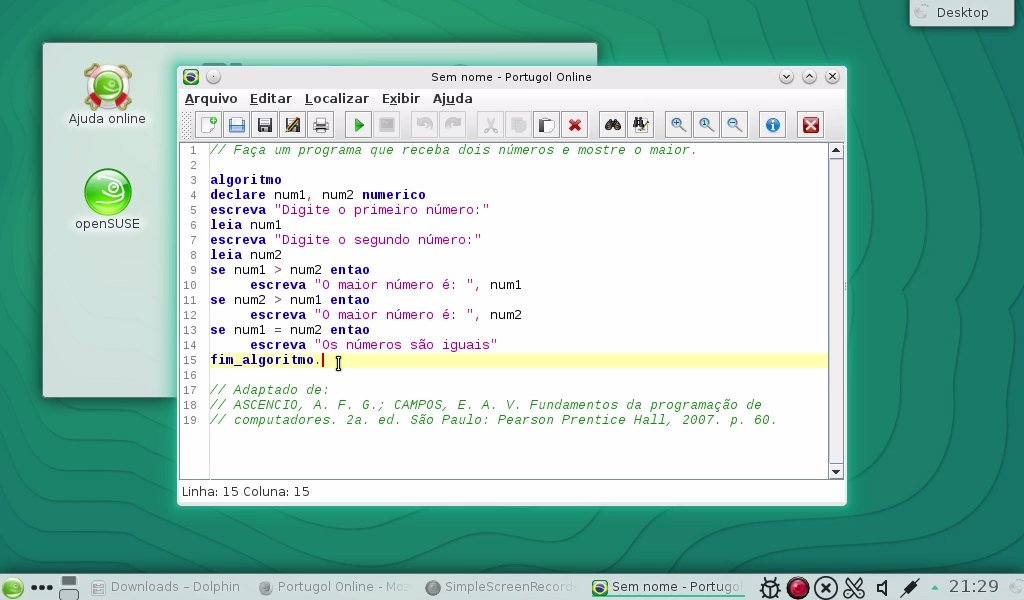 Desktop
Ajuda online
openSUSE
Sem nome - Portugol Online
Arquivo Editar Localizar Exibir Ajuda
1 // Faça um programa que receba dois números e mostre o maior.
2
3 algoritmo
4 declare num1, num2 numerico
5 escreva "Digite o primeiro número:"
6 leia num1
7 escreva "Digite o segundo número:"
8 leia num2
9 se num1 > num2 entao
10 escreva "O maior número é: ", num1
11 se num2 > num1 entao
12 escreva "O maior número é: ", num2
13 se num1 = num2 entao
14 escreva "Os números são iguais"
15 fim_algoritmo.
16
17 // Adaptado de:
18 // ASCENCIO, A. F. G.; CAMPOS, E. A. V. Fundamentos da programação de
19 // computadores. 2a. ed. São Paulo: Pearson Prentice Hall, 2007. p. 60.
Linha: 15 Coluna: 15
Downloads – Dolphin Portugol Online - Moz SimpleScreenRecord Sem nome - Portugol 21:29